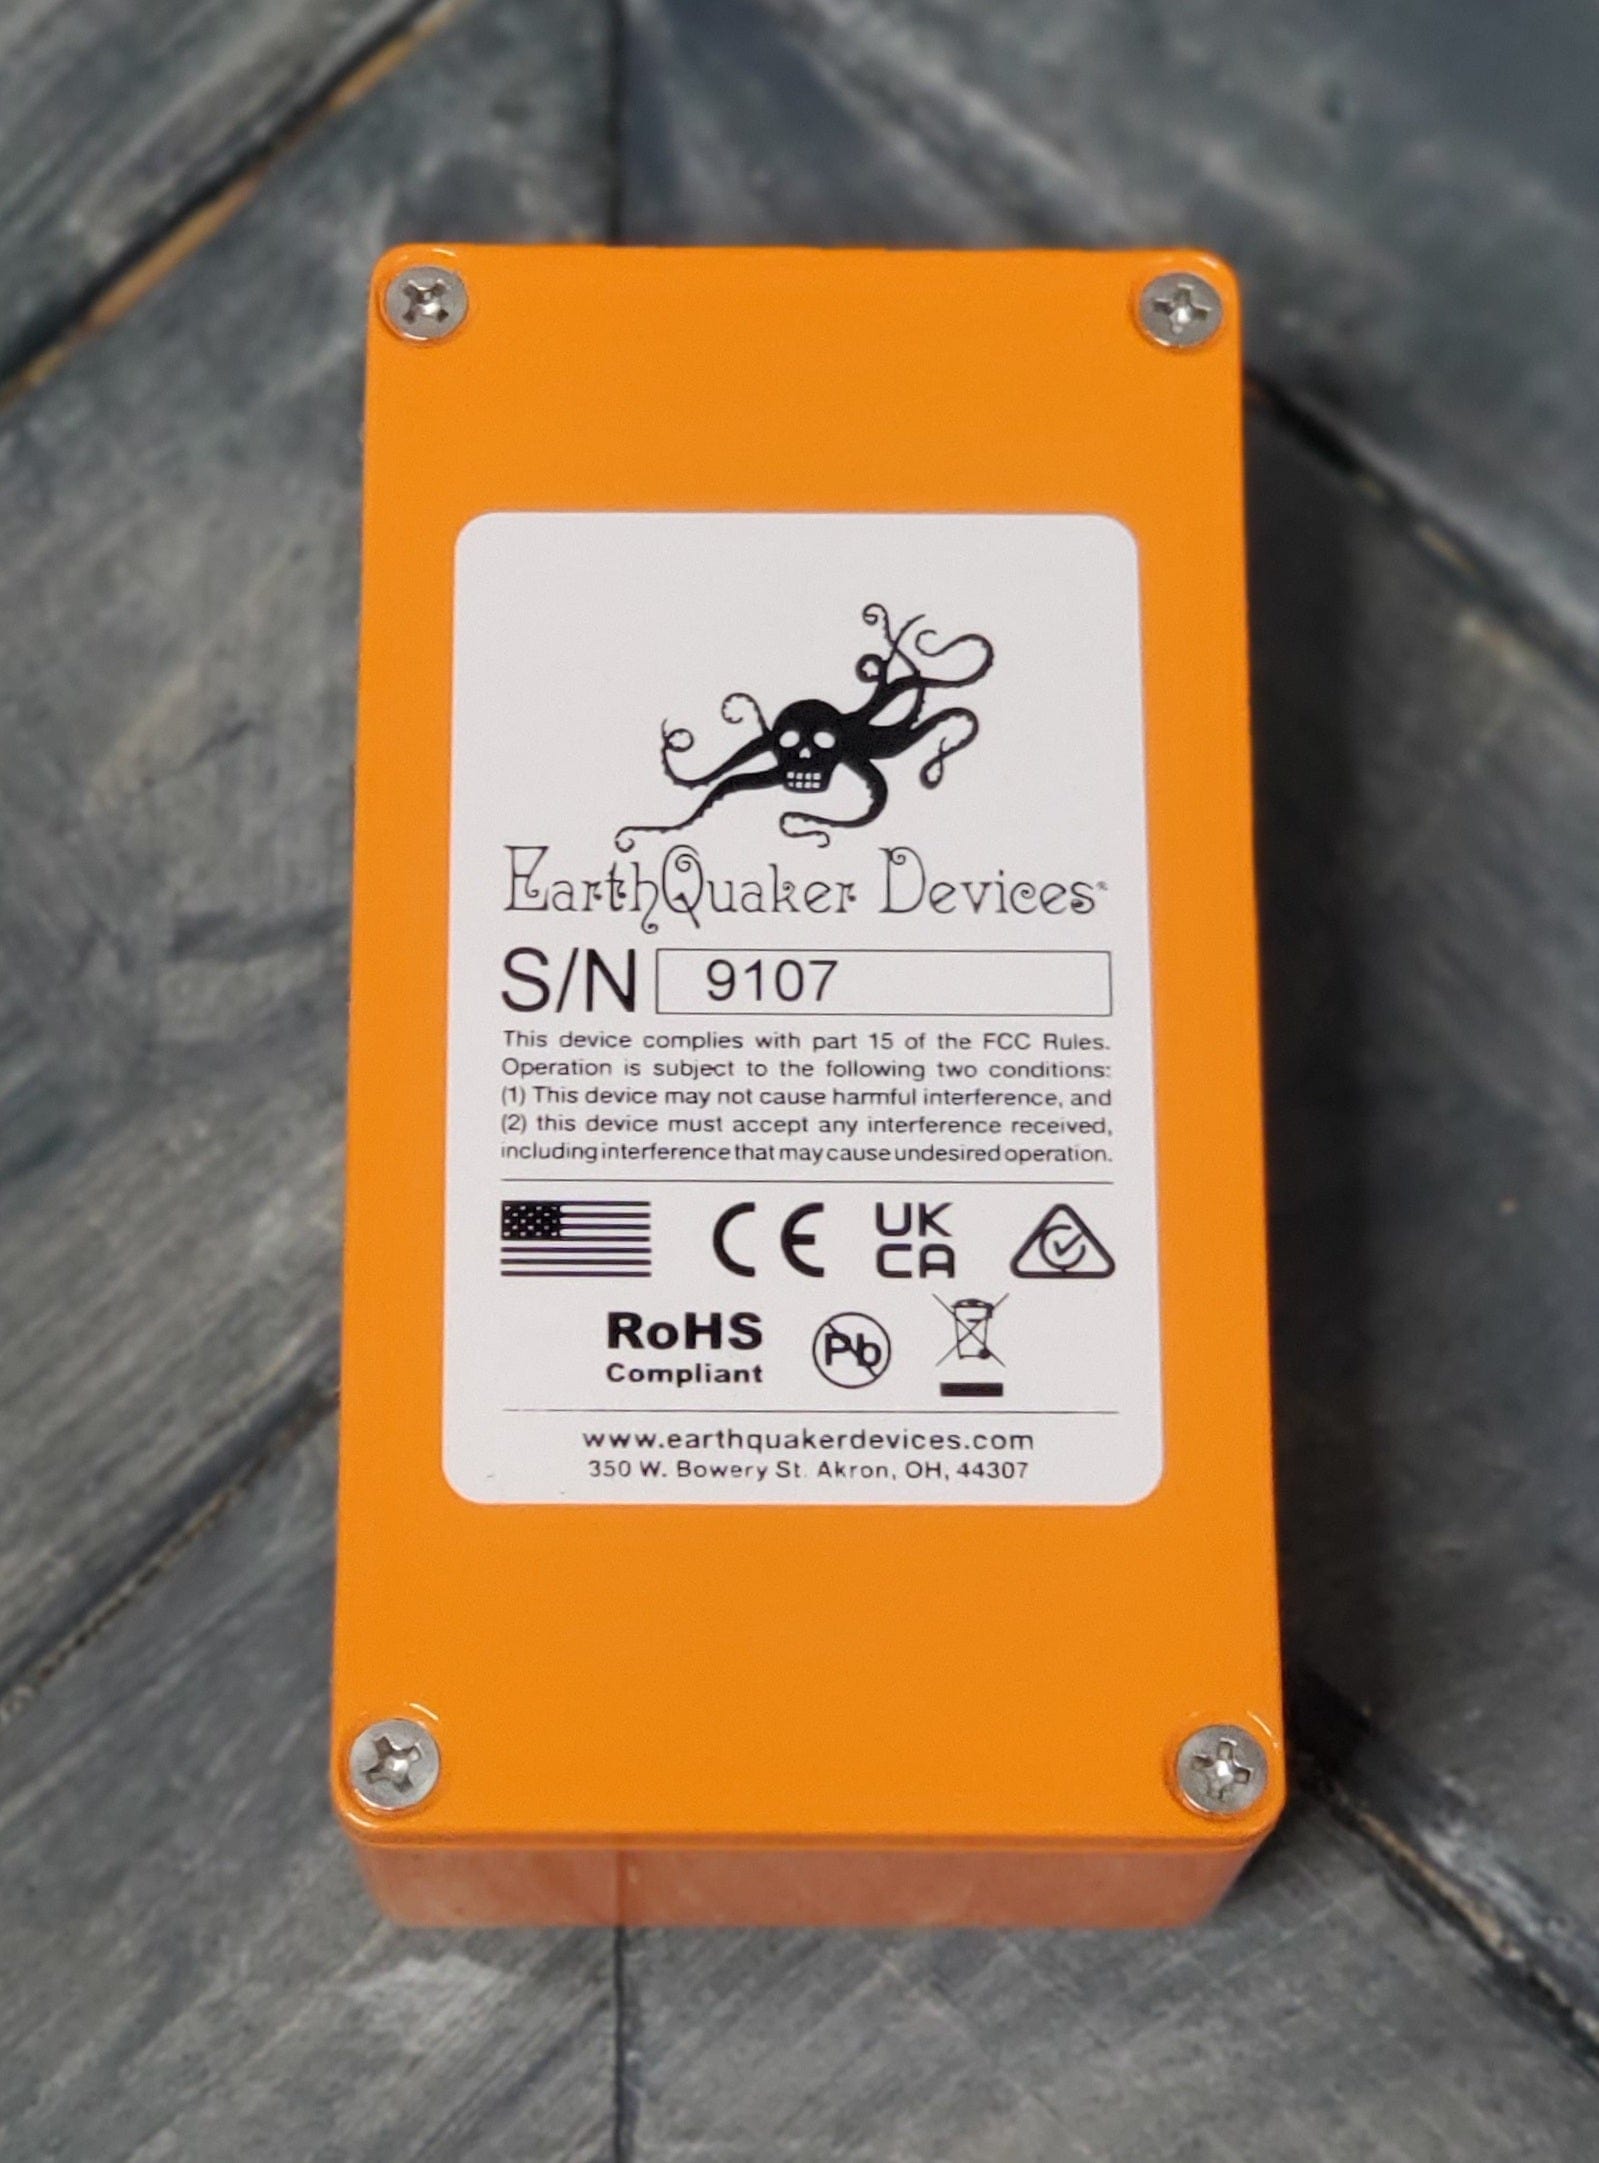 EarthQuaker Devices®
S/N 9107
This device complies with part 15 of the FCC Rules.
Operation is subject to the following two conditions:
(1) This device may not cause harmful interference, and
(2) this device must accept any interference received,
including interference that may cause undesired operation.
CE UK CA
RoHS
Compliant
Pb
www.earthquakerdevices.com
350 W. Bowery St. Akron, OH, 44307